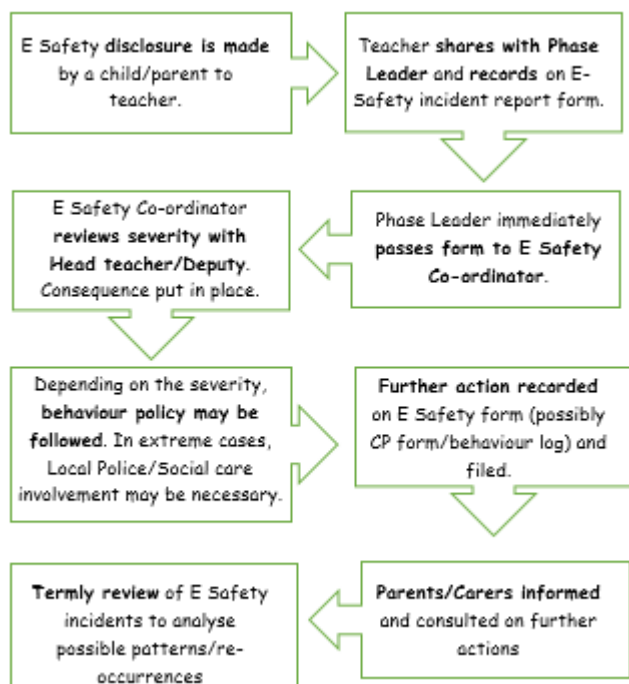 E Safety disclosure is made
by a child/parent to
teacher.
Teacher shares with Phase
Leader and records on E-
Safety incident report form.
Phase Leader immediately
passes form to E Safety
Co-ordinator.
E Safety Co-ordinator
reviews severity with
Head teacher/Deputy.
Consequence put in place.
Depending on the severity,
behaviour policy may be
followed. In extreme cases,
Local Police/Social care
involvement may be necessary.
Further action recorded
on E Safety form (possibly
CP form/behaviour log) and
filed.
Parents/Carers informed
and consulted on further
actions
Termly review of E Safety
incidents to analyse
possible patterns/re-
occurrences